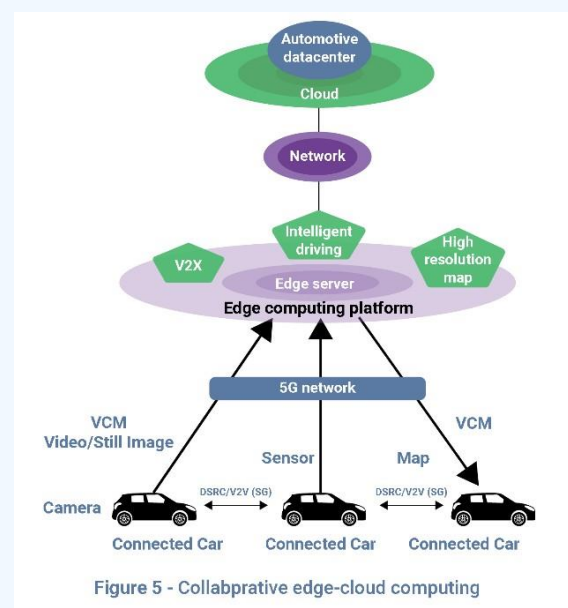 Automotive
datacenter
Cloud
Network
Intelligent
driving
V2X
High
resolution
map
Edge server
Edge computing platform
5G network
VCM
Video/Still Image
VCM
Sensor
Map
Camera
DSRC/V2V (SG)
DSRC/V2V (SG)
Connected Car
Connected Car
Connected Car
Figure 5 - Collabprative edge-cloud computing